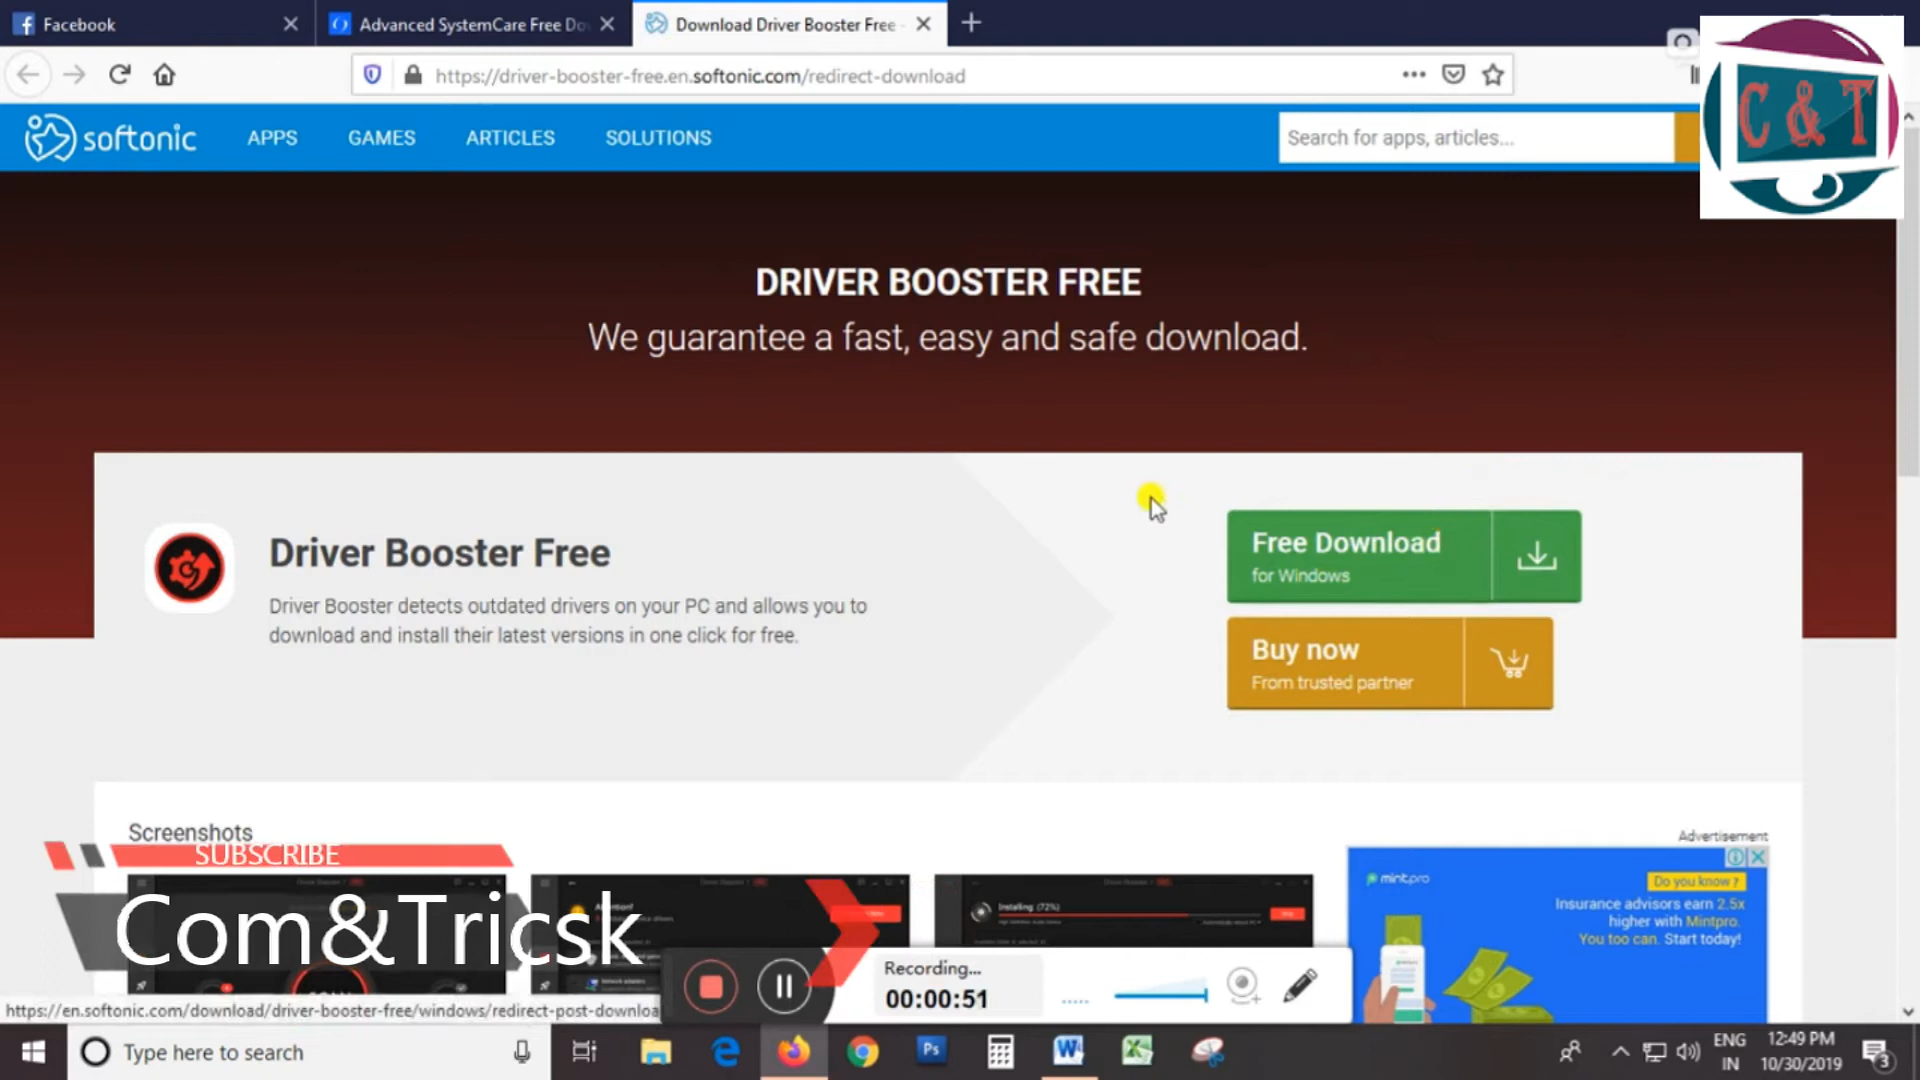 Facebook
Advanced SystemCare Free Do
Download Driver Booster Free -
https://driver-booster-free.en.softonic.com/redirect-download
softonic
APPS
GAMES
ARTICLES
SOLUTIONS
Search for apps, articles...
C & T
DRIVER BOOSTER FREE
We guarantee a fast, easy and safe download.
Driver Booster Free
Driver Booster detects outdated drivers on your PC and allows you to
download and install their latest versions in one click for free.
Free Download
for Windows
Buy now
From trusted partner
Screenshots
Advertisement
SUBSCRIBE
Com&Tricsk
Attention!
Installing: (72%)
mintpro
Do you know ?
Insurance advisors earn 2.5x
higher with Mintpro.
You too can. Start today!
Recording...
00:00:51
https://en.softonic.com/download/driver-booster-free/windows/redirect-post-downloa
Type here to search
Ps
ENG
IN
12:49 PM
10/30/2019
3